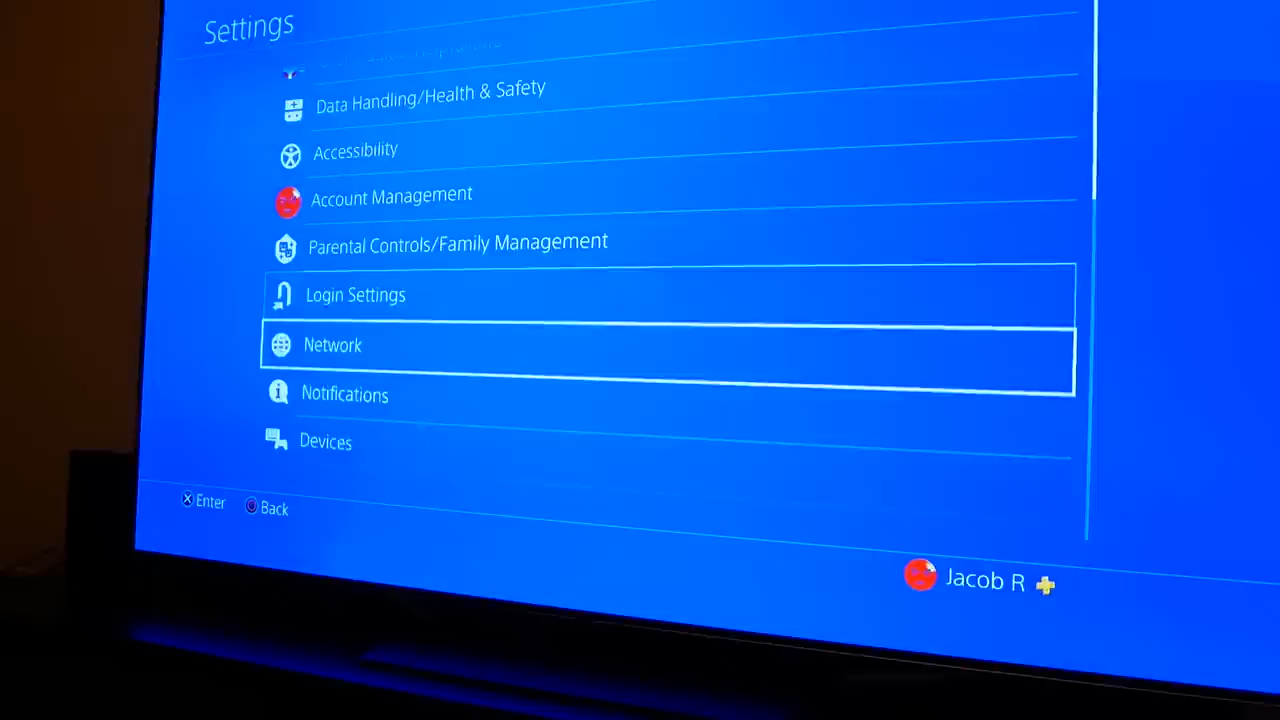 Settings
Data Handling/Health & Safety
Accessibility
Account Management
Parental Controls/Family Management
Login Settings
Network
Notifications
Devices
Enter Back
Jacob R